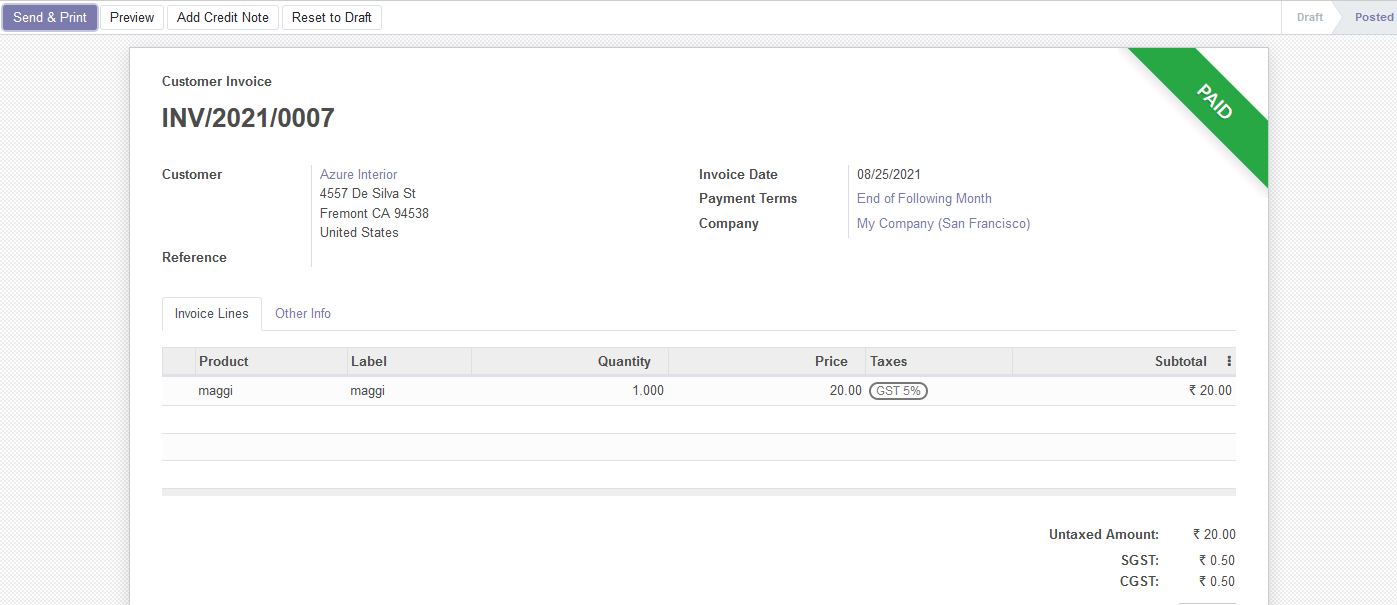 Send & Print Preview Add Credit Note Reset to Draft Draft Posted
Customer Invoice
PAID
INV/2021/0007
Customer Azure Interior Invoice Date 08/25/2021
4557 De Silva St Payment Terms End of Following Month
Fremont CA 94538 Company My Company (San Francisco)
United States
Reference
Invoice Lines Other Info
Product Label Quantity Price Taxes Subtotal
maggi maggi 1.000 20.00 GST 5% ₹ 20.00
Untaxed Amount: ₹ 20.00
SGST: ₹ 0.50
CGST: ₹ 0.50